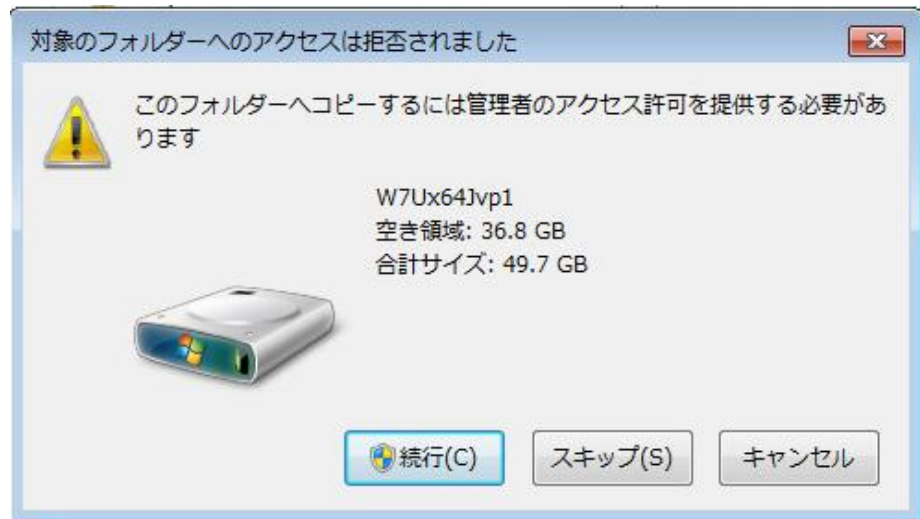 対象のフォルダーへのアクセスは拒否されました
このフォルダーへコピーするには管理者のアクセス許可を提供する必要があ
ります
W7Ux64Jvp1
空き領域: 36.8 GB
合計サイズ: 49.7 GB
続行(C) スキップ(S) キャンセル